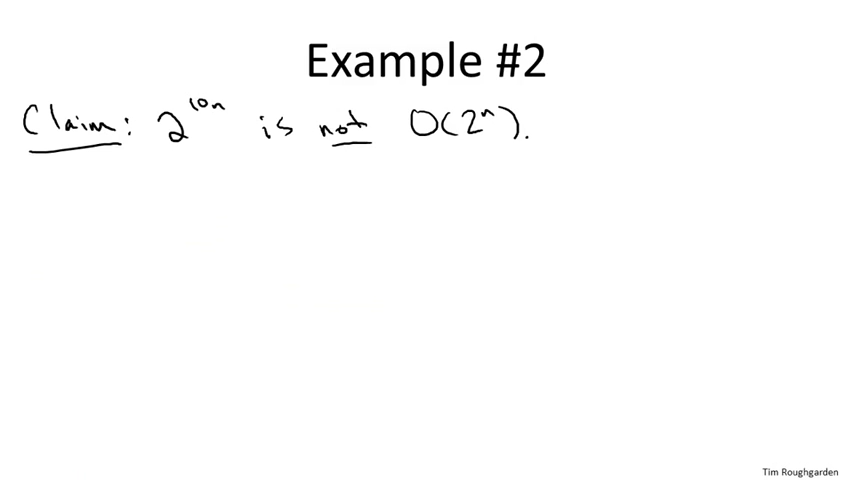 Example #2
Claim: 2^{10n} is not O(2^n).
Tim Roughgarden